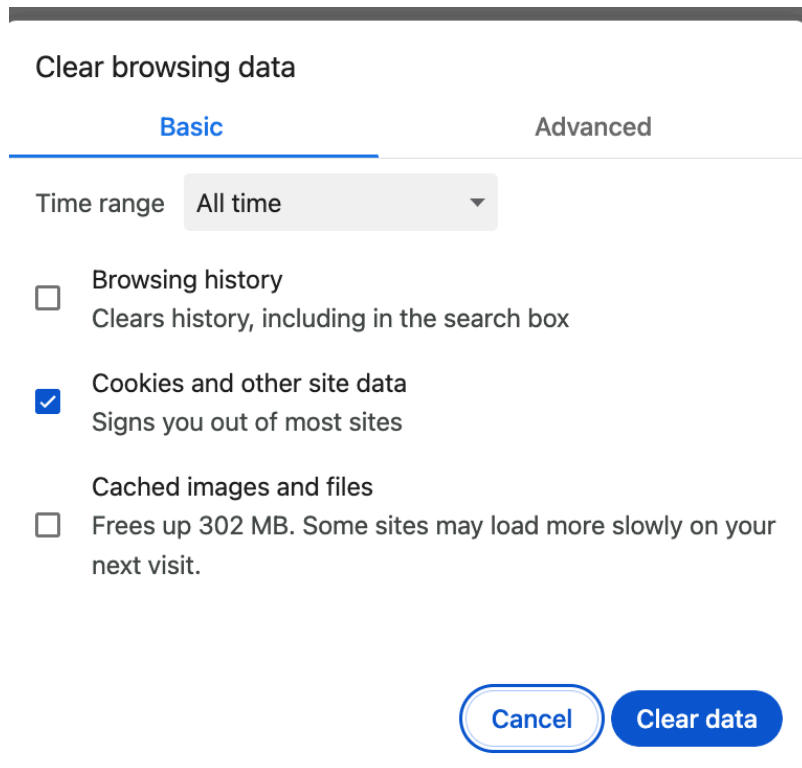 Clear browsing data
Basic
Advanced
Time range
All time
Browsing history
Clears history, including in the search box
Cookies and other site data
Signs you out of most sites
Cached images and files
Frees up 302 MB. Some sites may load more slowly on your
next visit.
Cancel
Clear data